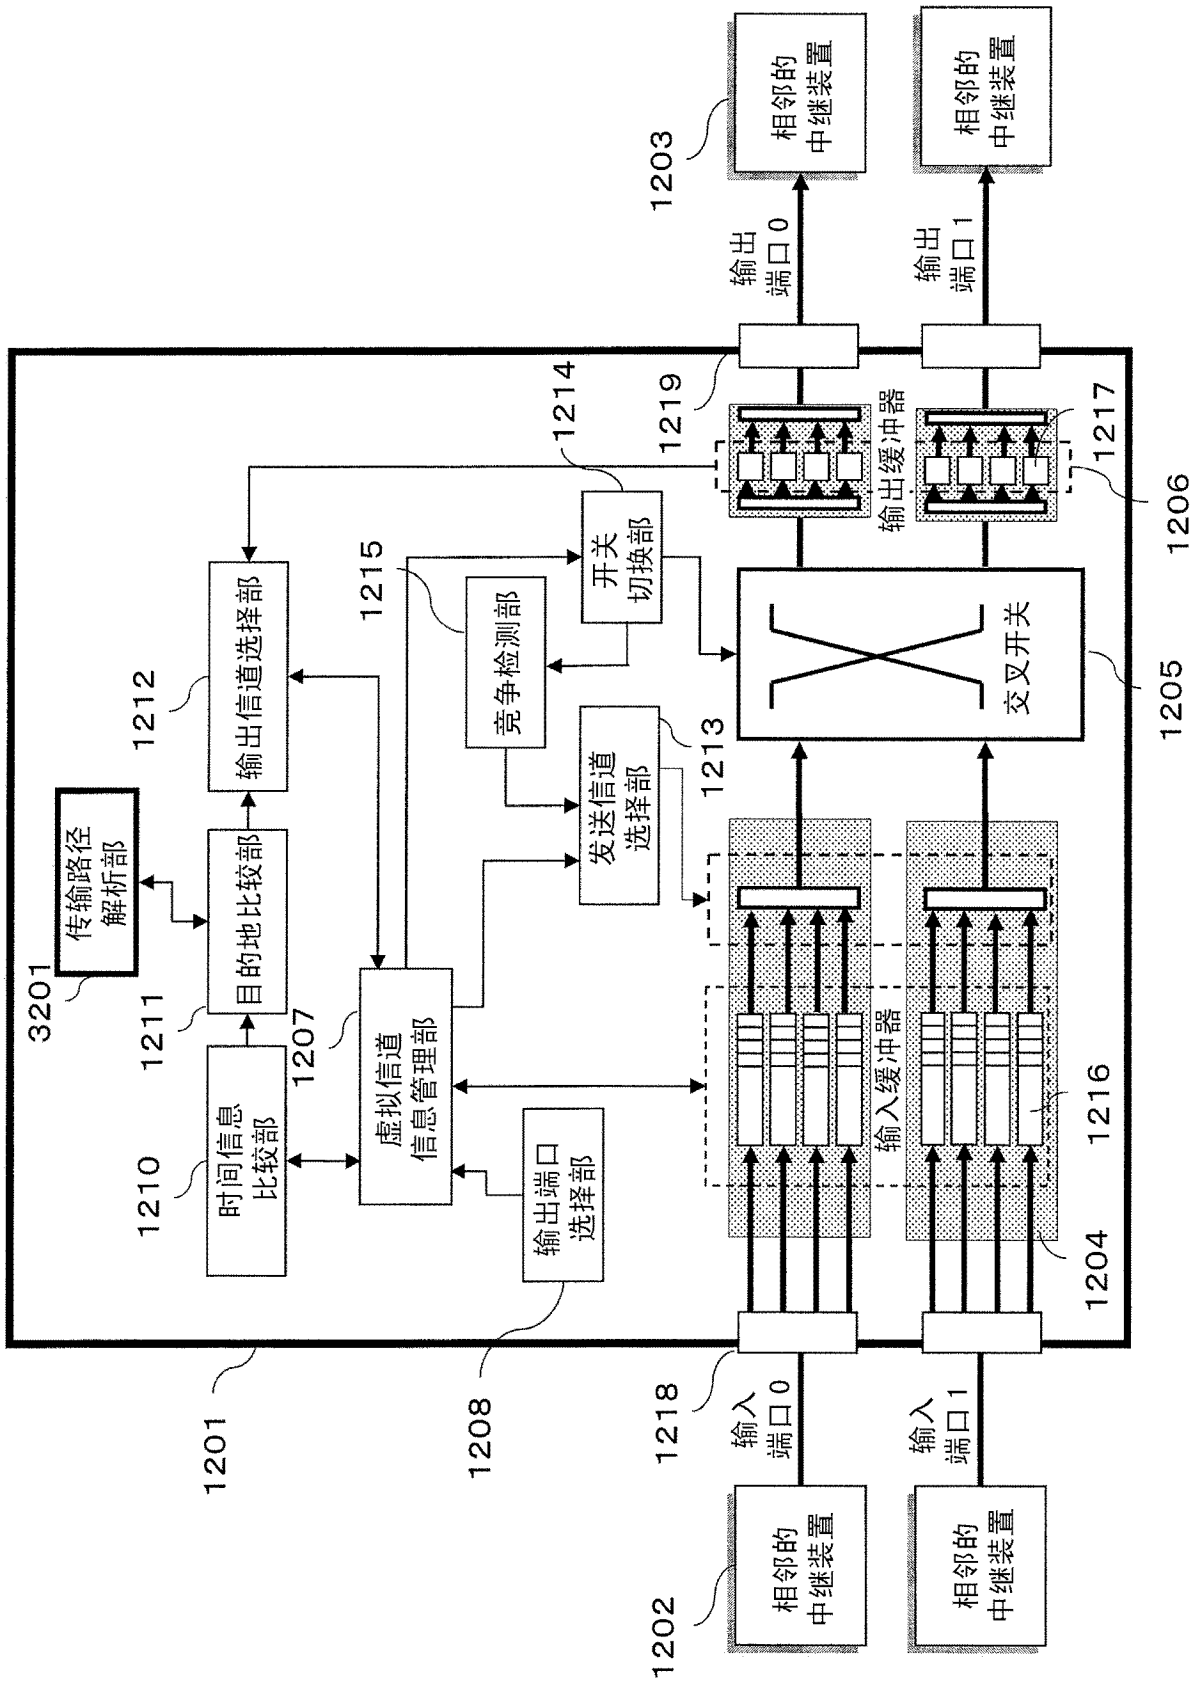 1201
3201
传输路径
解析部
1210
时间信息
比较部
1211
目的地比较部
1212
输出信道选择部
1207
虚拟信道
信息管理部
1215
竞争检测部
1214
开关
切换部
1208
输出端口
选择部
发送信道
选择部
1213
1202
相邻的
中继装置
1218
输入
端口0
1219
输出
端口0
1203
相邻的
中继装置
输入缓冲器
输出缓冲器
相邻的
中继装置
输入
端口1
1204
1216
交叉开关
1205
1217
1206
输出
端口1
相邻的
中继装置